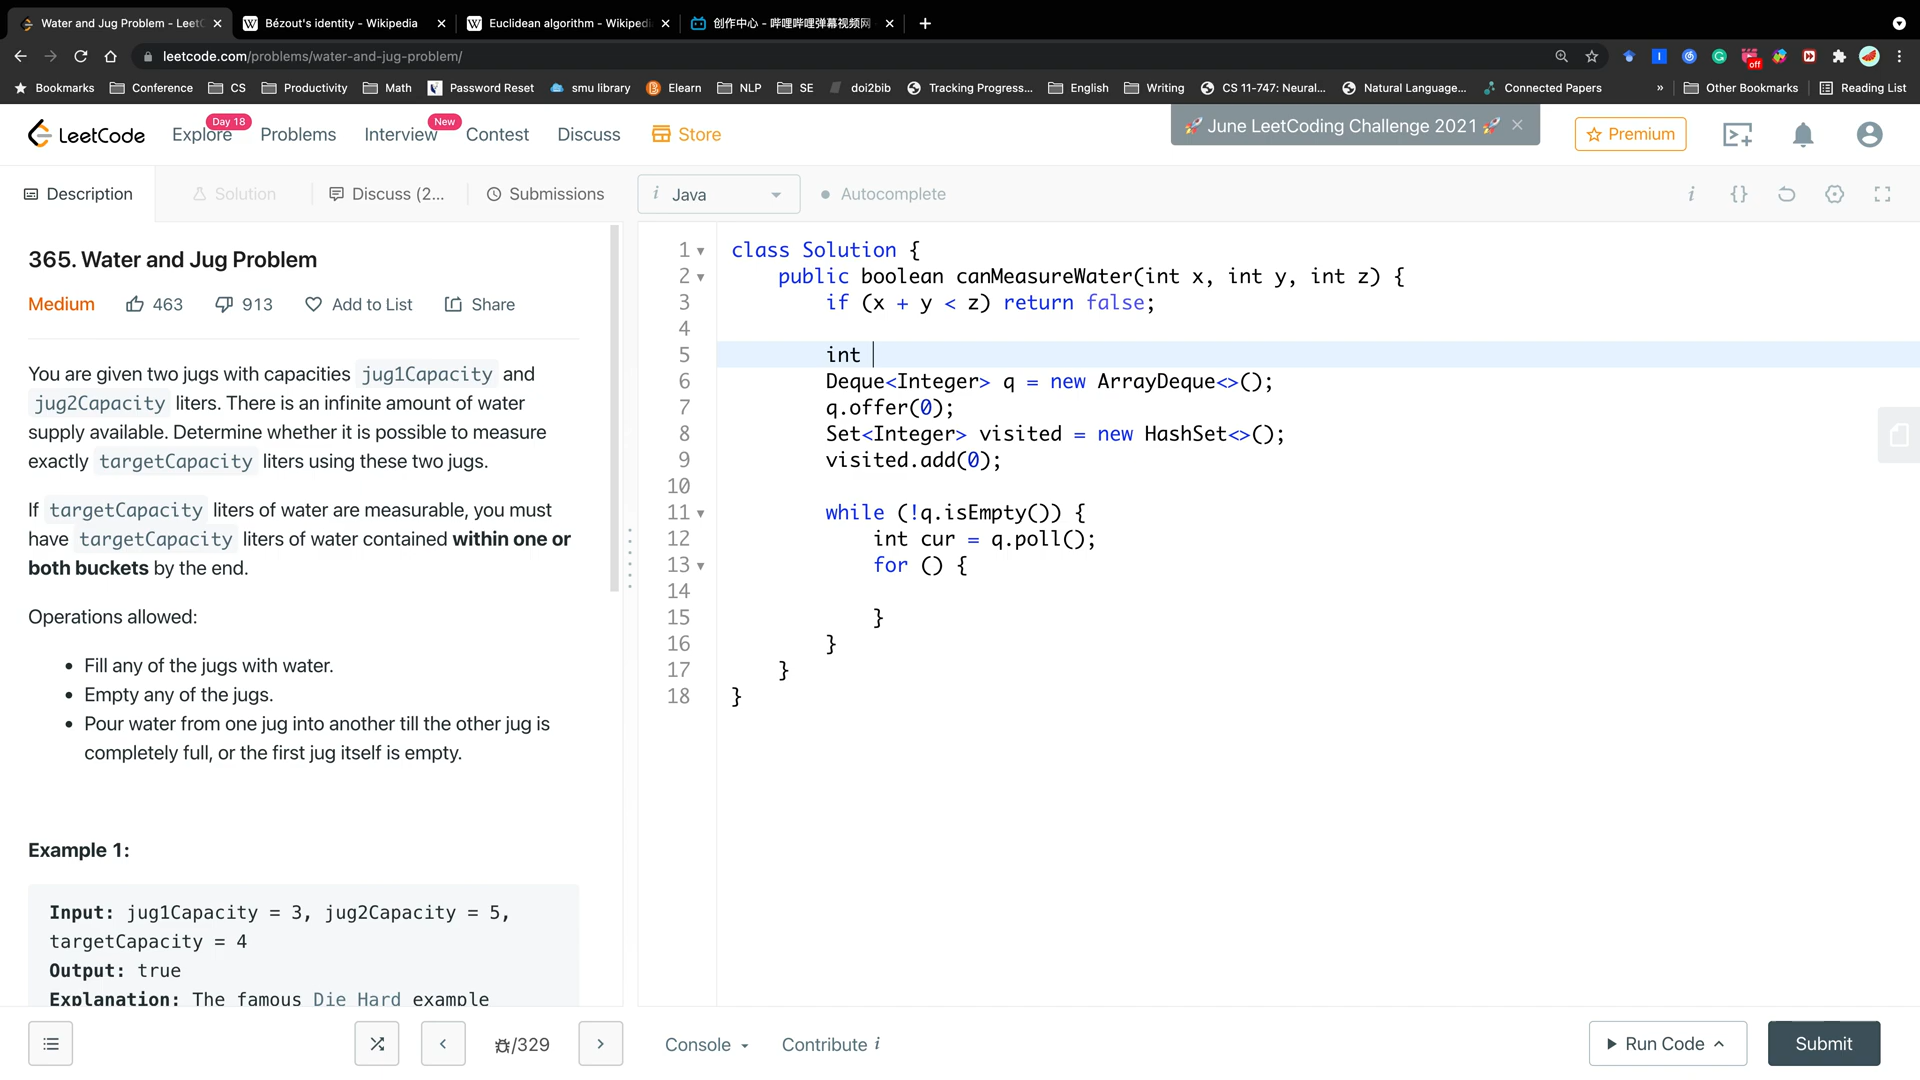 Water and Jug Problem - LeetC
Bézout's identity - Wikipedia
Euclidean algorithm - Wikipedi
创作中心 - 哔哩哔哩弹幕视频网
leetcode.com/problems/water-and-jug-problem/
off
Bookmarks
Conference
CS
Productivity
Math
Password Reset
smu library
Elearn
NLP
SE
doi2bib
Tracking Progress...
English
Writing
CS 11-747: Neural...
Natural Language...
Connected Papers
»
Other Bookmarks
Reading List
LeetCode
Explore
Day 18
Problems
Interview
New
Contest
Discuss
Store
June LeetCoding Challenge 2021
Premium
Description
Solution
Discuss (2...
Submissions
i Java
Autocomplete
i
{}
365. Water and Jug Problem
Medium
463
913
Add to List
Share
You are given two jugs with capacities jug1Capacity and
jug2Capacity liters. There is an infinite amount of water
supply available. Determine whether it is possible to measure
exactly targetCapacity liters using these two jugs.
If targetCapacity liters of water are measurable, you must
have targetCapacity liters of water contained within one or
both buckets by the end.
Operations allowed:
• Fill any of the jugs with water.
• Empty any of the jugs.
• Pour water from one jug into another till the other jug is
completely full, or the first jug itself is empty.
Example 1:
Input: jug1Capacity = 3, jug2Capacity = 5,
targetCapacity = 4
Output: true
Explanation: The famous Die Hard example
1 class Solution {
2 public boolean canMeasureWater(int x, int y, int z) {
3 if (x + y < z) return false;
4
5 int
6 Deque<Integer> q = new ArrayDeque<>();
7 q.offer(0);
8 Set<Integer> visited = new HashSet<>();
9 visited.add(0);
10
11 while (!q.isEmpty()) {
12 int cur = q.poll();
13 for () {
14
15 }
16 }
17 }
18 }
/329
Console
Contribute i
Run Code
Submit